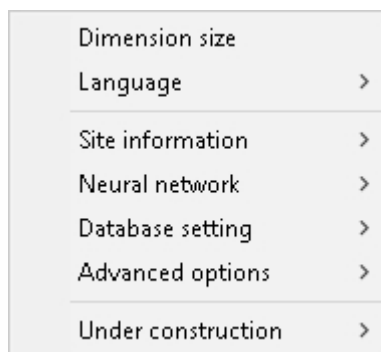 Dimension size
Language
Site information
Neural network
Database setting
Advanced options
Under construction